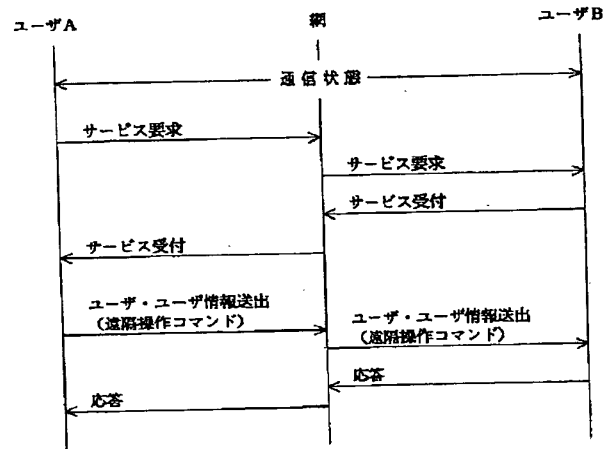 ユーザA
網
ユーザB
通信状態
サービス要求
サービス要求
サービス受付
サービス受付
ユーザ・ユーザ情報送出
(遠隔操作コマンド)
ユーザ・ユーザ情報送出
(遠隔操作コマンド)
応答
応答